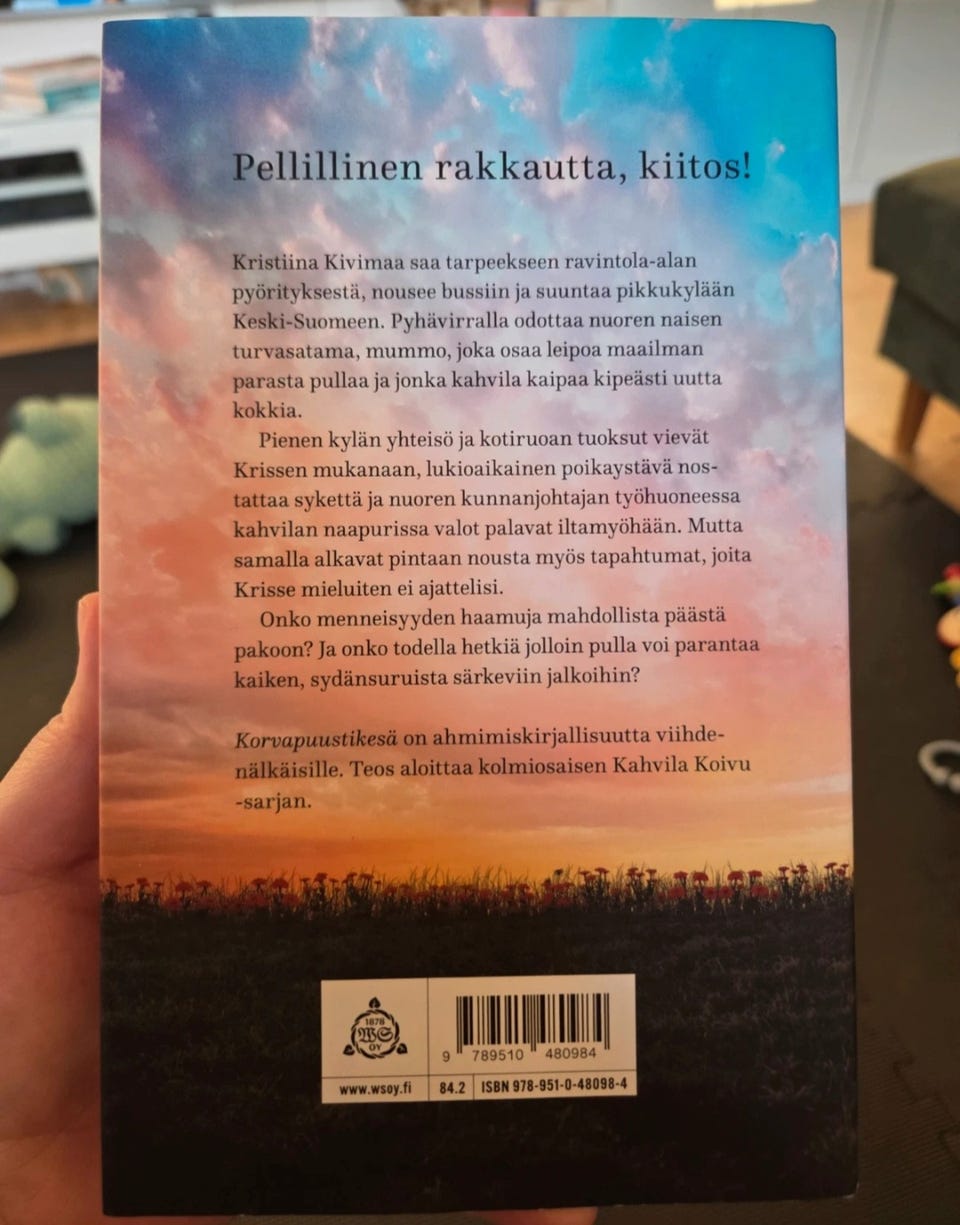 Pellillinen rakkautta, kiitos!
Kristiina Kivimaa saa tarpeekseen ravintola-alan
pyörityksestä, nousee bussiin ja suuntaa pikkukylään
Keski-Suomeen. Pyhävirralla odottaa nuoren naisen
turvasatama, mummo, joka osaa leipoa maailman
parasta pullaa ja jonka kahvila kaipaa kipeästi uutta
kokkia.
Pienen kylän yhteisö ja kotiruoan tuoksut vievät
Krissen mukanaan, lukioaikainen poikaystävä nos-
tattaa sykettä ja nuoren kunnanjohtajan työhuoneessa
kahvilan naapurissa valot palavat iltamyöhään. Mutta
samalla alkavat pintaan nousta myös tapahtumat, joita
Krisse mieluiten ei ajattelisi.
Onko menneisyyden haamuja mahdollista päästä
pakoon? Ja onko todella hetkiä jolloin pulla voi parantaa
kaiken, sydänsuruista särkeviin jalkoihin?
Korvapuustikesä on ahmimiskirjallisuutta viihde-
nälkäisille. Teos aloittaa kolmiosaisen Kahvila Koivu
-sarjan.
1878
WS
OY
9 789510 480984
www.wsoy.fi 84.2 ISBN 978-951-0-48098-4